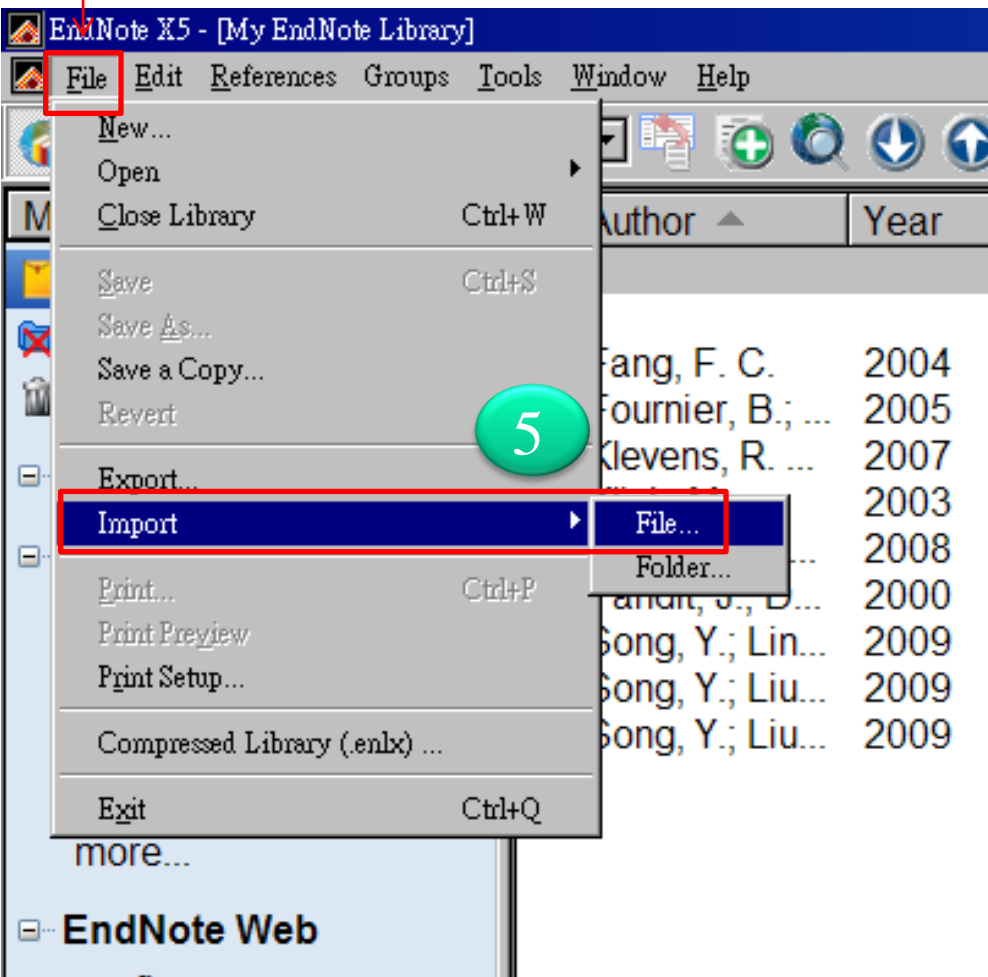 EndNote X5 - [My EndNote Library]
File Edit References Groups Tools Window Help
New...
Open
Close Library Ctrl+W
Author Year
Save Ctrl+S
Save As...
Save a Copy...
Revert
Fang, F. C. 2004
Fournier, B.; ... 2005
5
Klevens, R. ... 2007
Export...
2003
Import File...
2008
Folder...
Print... Ctrl+P
Pandit, J.; D... 2000
Print Preview
Song, Y.; Lin... 2009
Print Setup...
Song, Y.; Liu... 2009
Compressed Library (.enlx) ...
Song, Y.; Liu... 2009
Exit Ctrl+Q
more...
EndNote Web